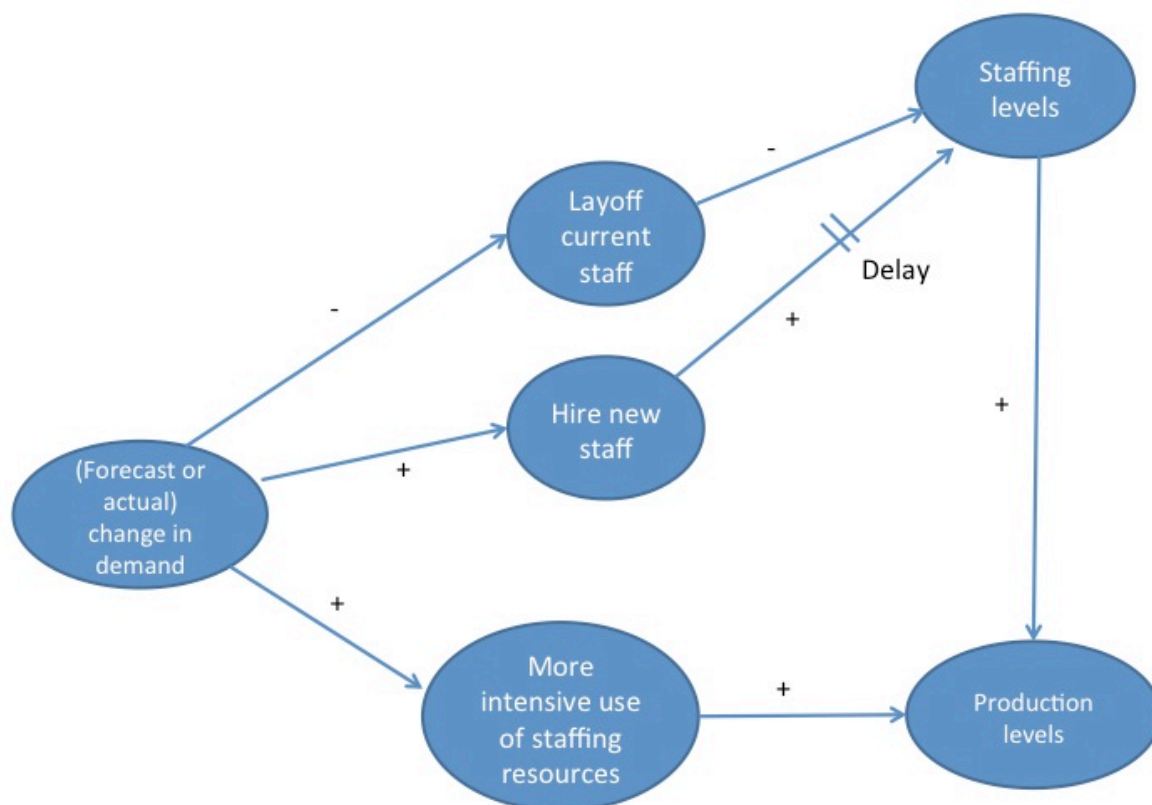 Staffing
levels
-
Layoff
current
staff
Delay
-
+
Hire new
staff
+
+
(Forecast or
actual)
change in
demand
+
More
intensive use
of staffing
resources
+
Production
levels